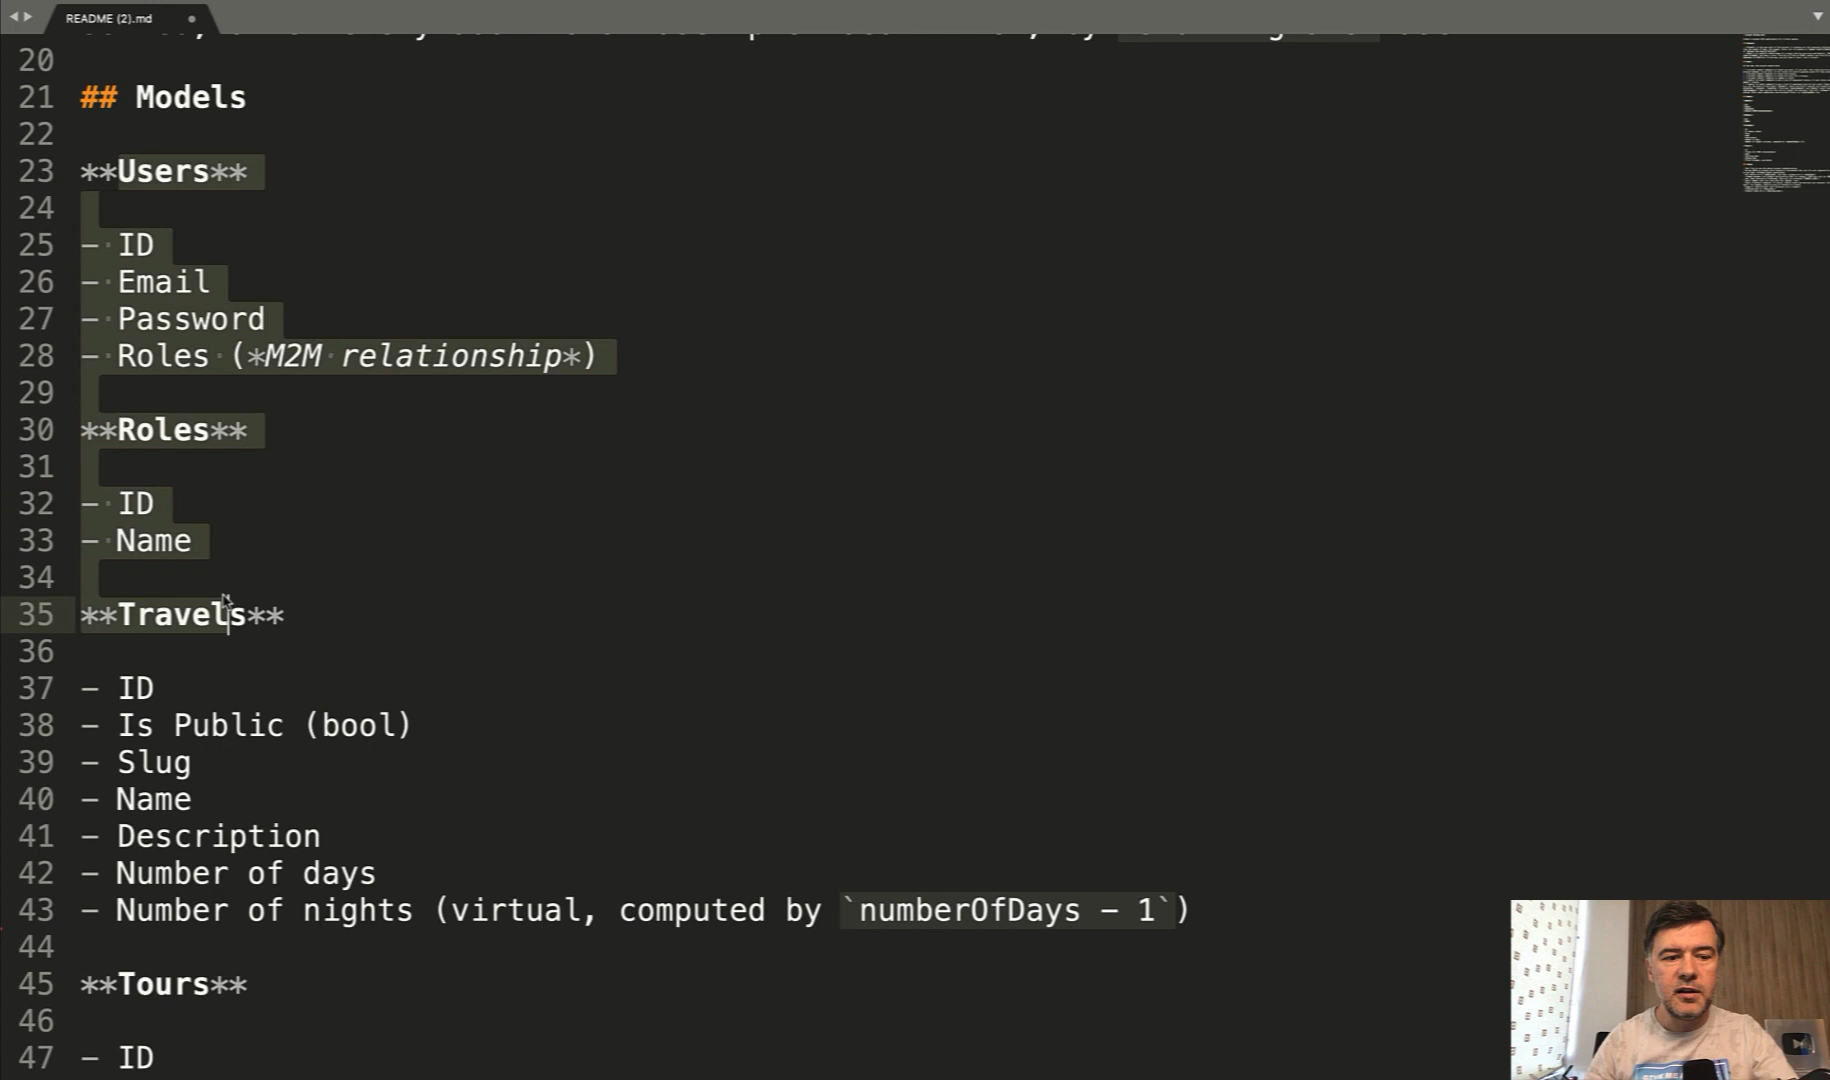 README (2).md
20
21 ## Models
22
23 **Users**
24
25 - ID
26 - Email
27 - Password
28 - Roles (*M2M relationship*)
29
30 **Roles**
31
32 - ID
33 - Name
34
35 **Travels**
36
37 - ID
38 - Is Public (bool)
39 - Slug
40 - Name
41 - Description
42 - Number of days
43 - Number of nights (virtual, computed by `numberOfDays - 1`)
44
45 **Tours**
46
47 - ID